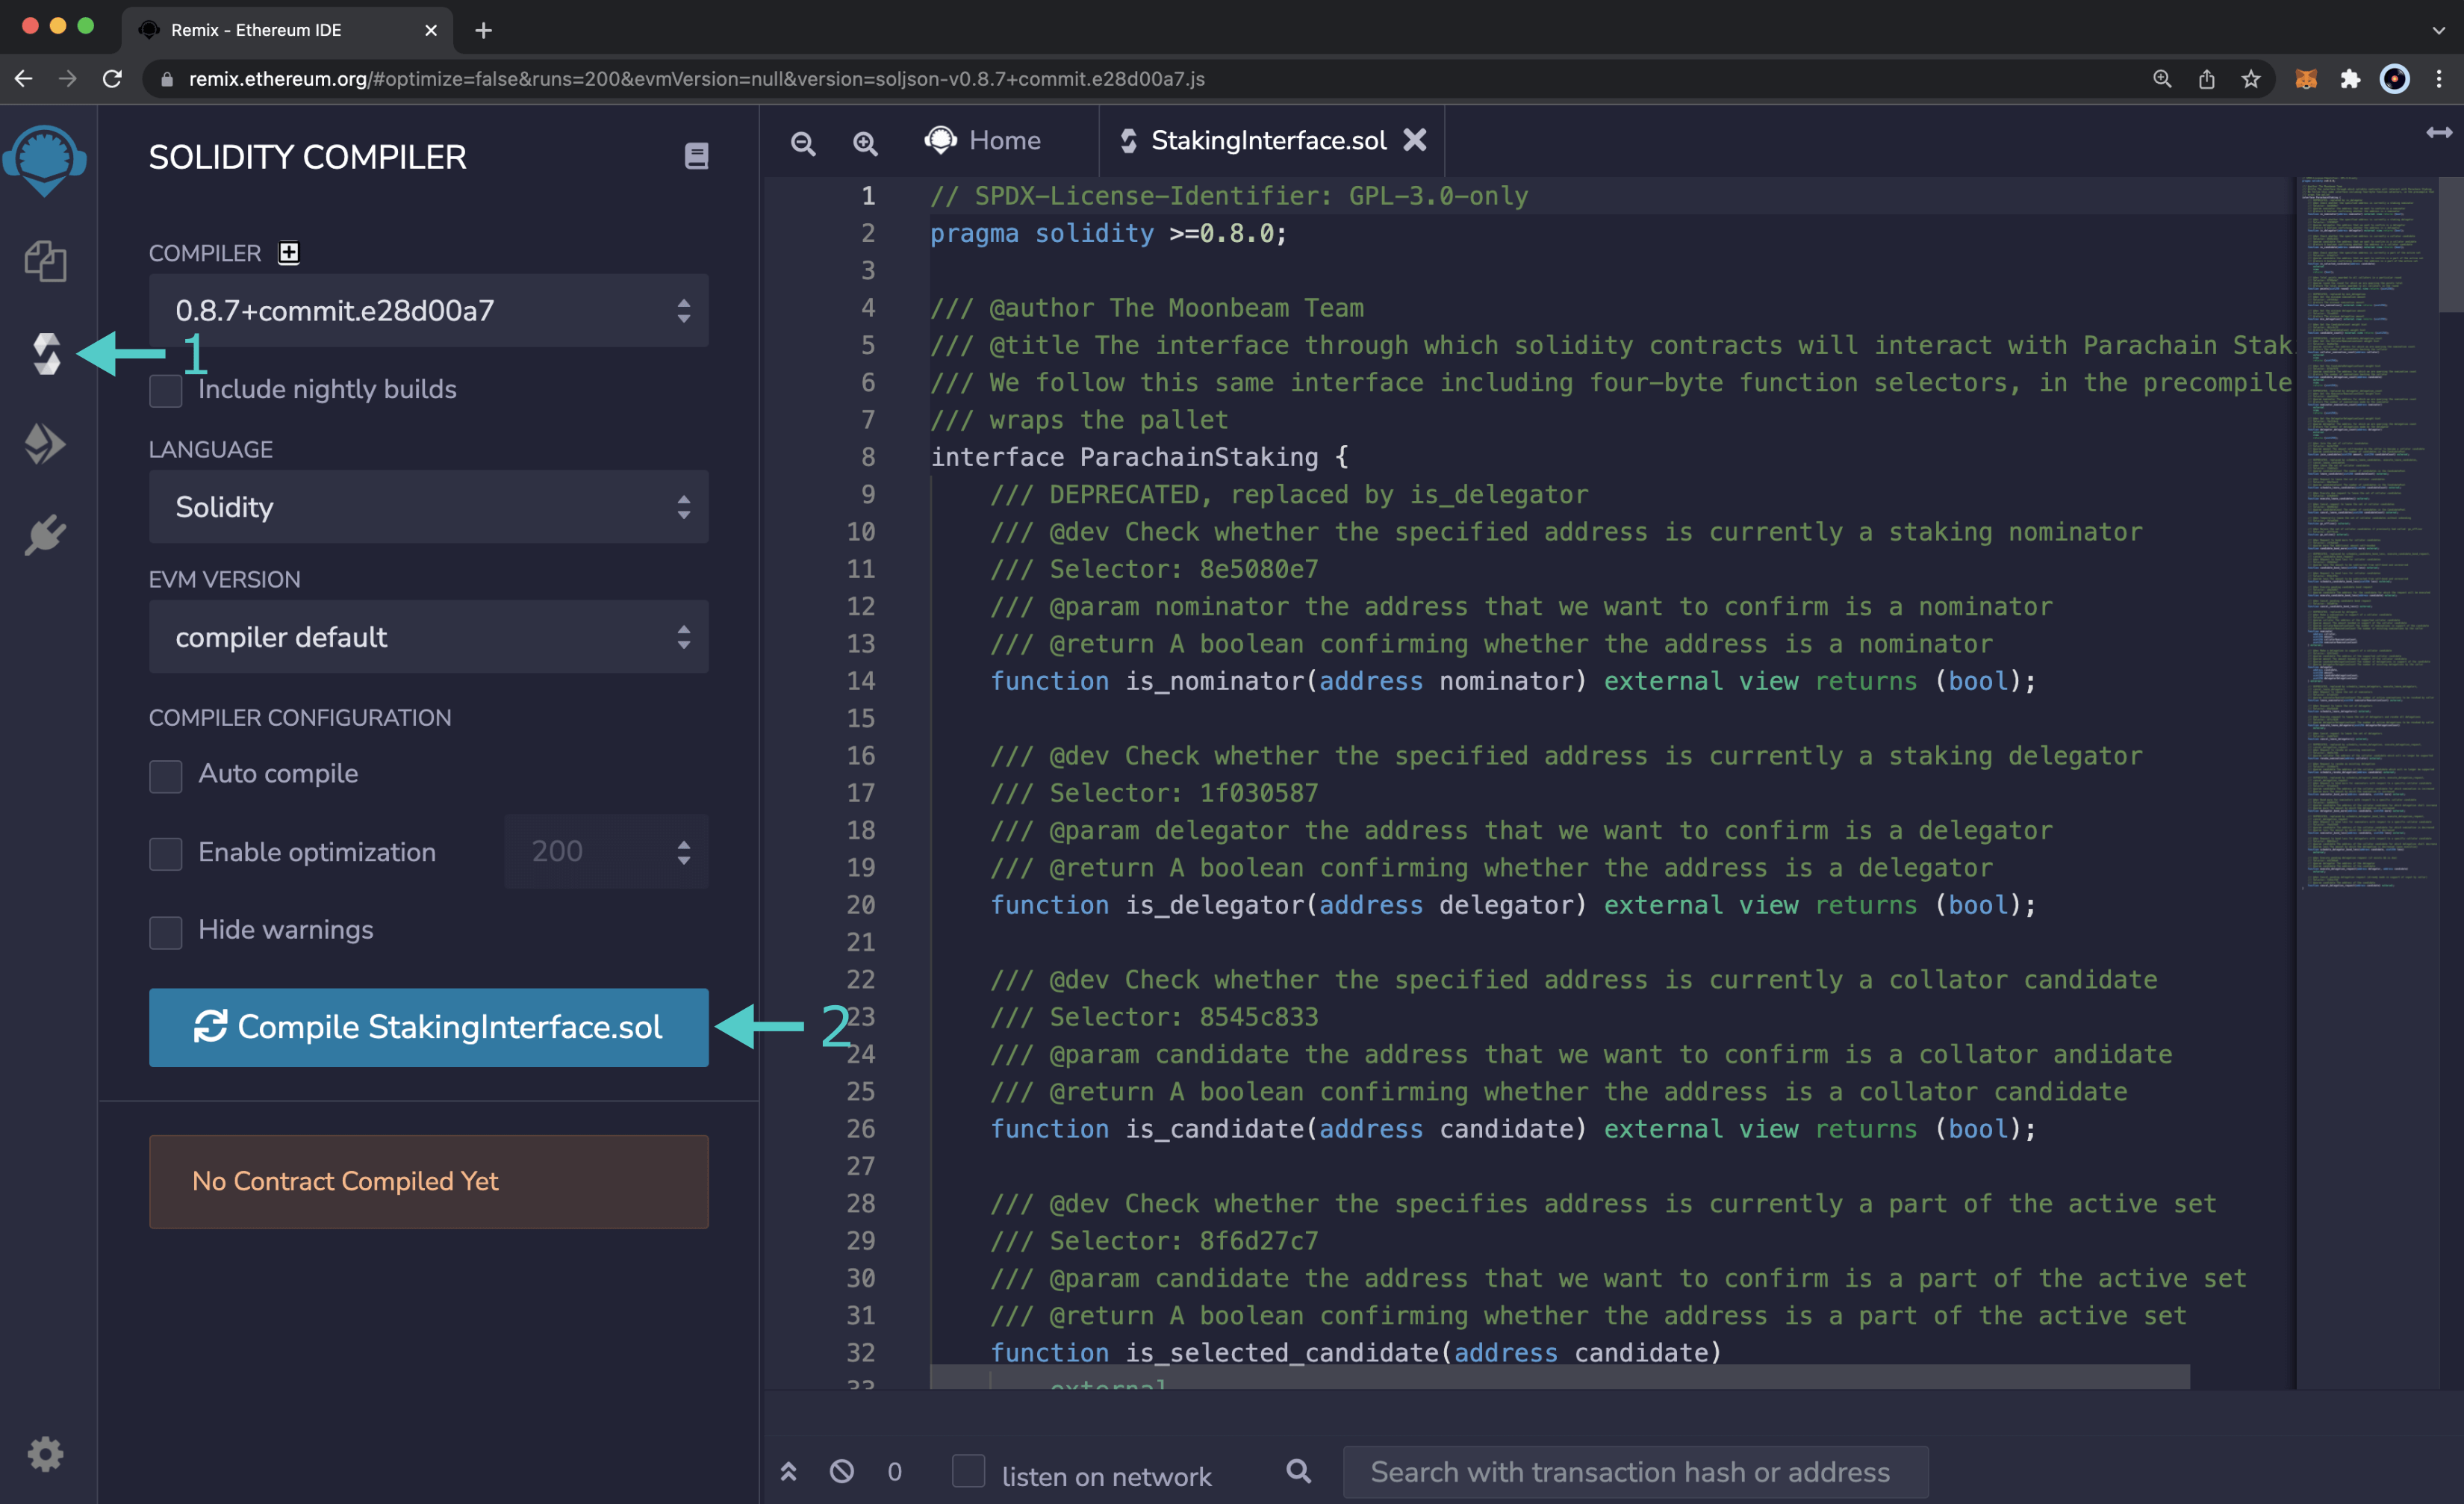 Remix - Ethereum IDE
remix.ethereum.org/#optimize=false&runs=200&evmVersion=null&version=soljson-v0.8.7+commit.e28d00a7.js
SOLIDITY COMPILER
COMPILER
0.8.7+commit.e28d00a7
1
Include nightly builds
LANGUAGE
Solidity
EVM VERSION
compiler default
COMPILER CONFIGURATION
Auto compile
Enable optimization 200
Hide warnings
Compile StakingInterface.sol
2
No Contract Compiled Yet
Home
StakingInterface.sol
1 // SPDX-License-Identifier: GPL-3.0-only
2 pragma solidity >=0.8.0;
3
4 /// @author The Moonbeam Team
5 /// @title The interface through which solidity contracts will interact with Parachain Stak
6 /// We follow this same interface including four-byte function selectors, in the precompile
7 /// wraps the pallet
8 interface ParachainStaking {
9 /// DEPRECATED, replaced by is_delegator
10 /// @dev Check whether the specified address is currently a staking nominator
11 /// Selector: 8e5080e7
12 /// @param nominator the address that we want to confirm is a nominator
13 /// @return A boolean confirming whether the address is a nominator
14 function is_nominator(address nominator) external view returns (bool);
15
16 /// @dev Check whether the specified address is currently a staking delegator
17 /// Selector: 1f030587
18 /// @param delegator the address that we want to confirm is a delegator
19 /// @return A boolean confirming whether the address is a delegator
20 function is_delegator(address delegator) external view returns (bool);
21
22 /// @dev Check whether the specified address is currently a collator candidate
23 /// Selector: 8545c833
24 /// @param candidate the address that we want to confirm is a collator andidate
25 /// @return A boolean confirming whether the address is a collator candidate
26 function is_candidate(address candidate) external view returns (bool);
27
28 /// @dev Check whether the specifies address is currently a part of the active set
29 /// Selector: 8f6d27c7
30 /// @param candidate the address that we want to confirm is a part of the active set
31 /// @return A boolean confirming whether the address is a part of the active set
32 function is_selected_candidate(address candidate)
33 external
0
listen on network
Search with transaction hash or address